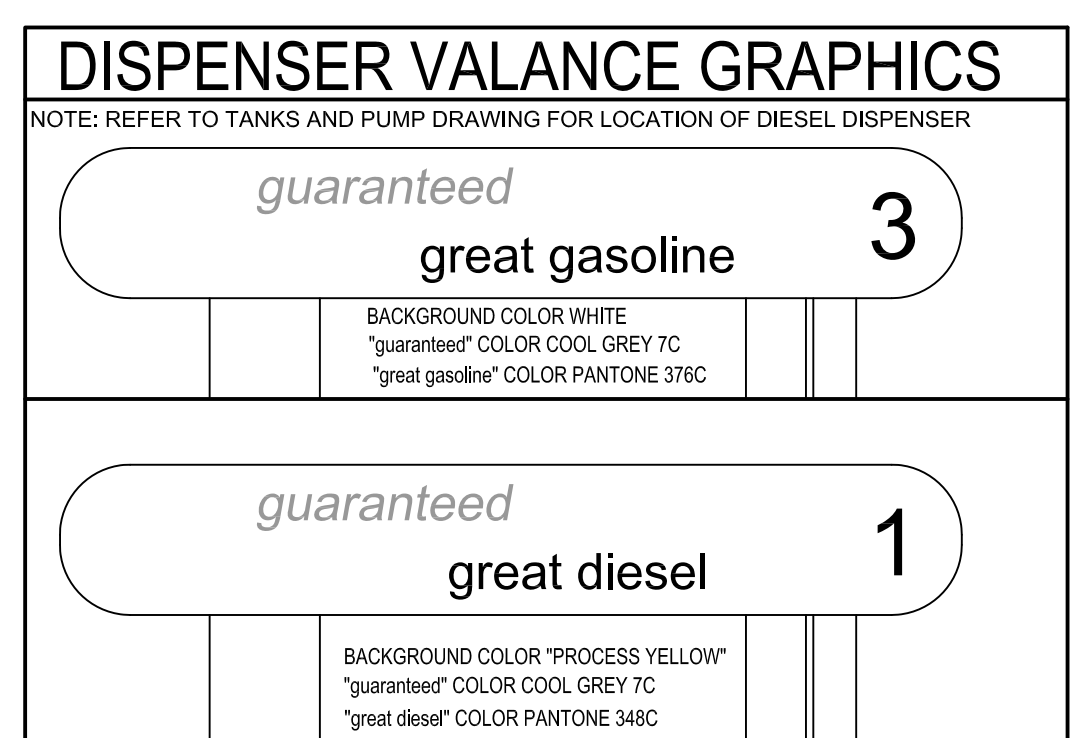 DISPENSER VALANCE GRAPHICS
NOTE: REFER TO TANKS AND PUMP DRAWING FOR LOCATION OF DIESEL DISPENSER
guaranteed
great gasoline
3
BACKGROUND COLOR WHITE
"guaranteed" COLOR COOL GREY 7C
"great gasoline" COLOR PANTONE 376C
guaranteed
great diesel
1
BACKGROUND COLOR "PROCESS YELLOW"
"guaranteed" COLOR COOL GREY 7C
"great diesel" COLOR PANTONE 348C